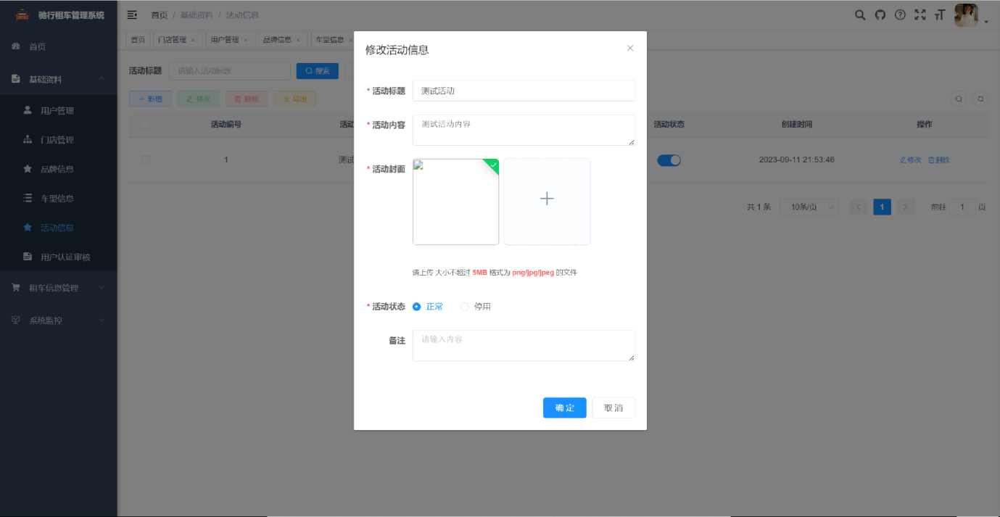 驰行租车管理系统
首页 / 基础资料 / 活动信息
首页
门店管理 ×
用户管理 ×
品牌信息 ×
车型信息 ×
首页
基础资料
用户管理
门店管理
品牌信息
车型信息
活动信息
用户认证审核
租车信息管理
系统监控
活动标题 请输入活动标题 搜索
+ 新增 修改 删除 导出
活动编号 活动 活动状态 创建时间 操作
1 测试 2023-09-11 21:53:46 修改 删除
共 1 条 10条/页 < 1 > 前往 1 页
修改活动信息
* 活动标题 测试活动
* 活动内容 测试活动内容
* 活动封面
请上传 大小不超过 5MB 格式为 png/jpg/jpeg 的文件
* 活动状态 正常 停用
备注 请输入内容
确 定 取 消